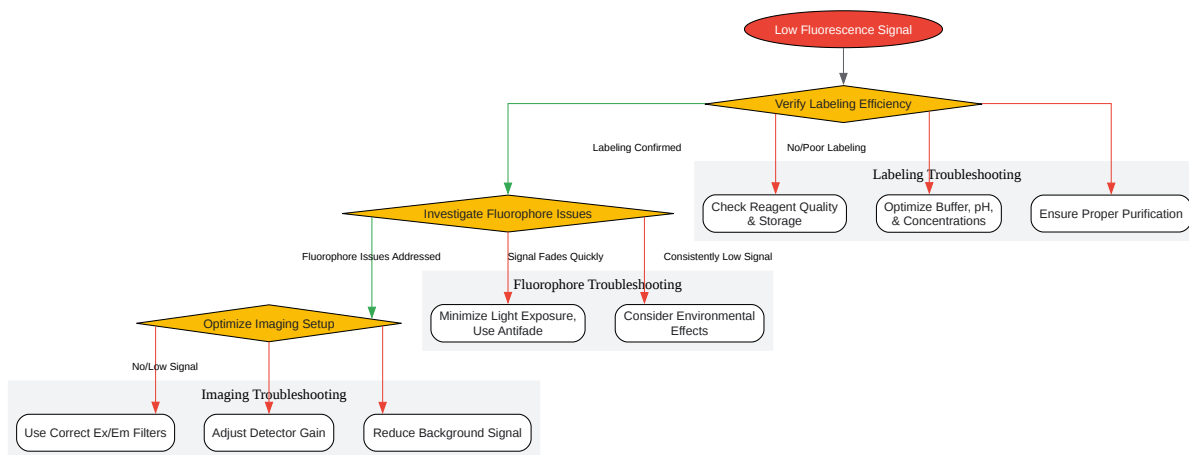 Low Fluorescence Signal
Verify Labeling Efficiency
Labeling Confirmed
No/Poor Labeling
Labeling Troubleshooting
Check Reagent Quality
& Storage
Optimize Buffer, pH,
& Concentrations
Ensure Proper Purification
Investigate Fluorophore Issues
Fluorophore Issues Addressed
Signal Fades Quickly
Consistently Low Signal
Fluorophore Troubleshooting
Minimize Light Exposure,
Use Antifade
Consider Environmental
Effects
Optimize Imaging Setup
No/Low Signal
Imaging Troubleshooting
Use Correct Ex/Em Filters
Adjust Detector Gain
Reduce Background Signal